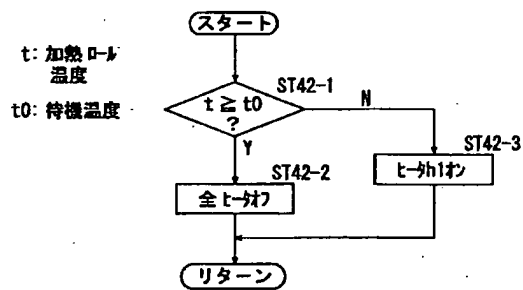 スタート
t: 加熱ロール
温度
t0: 待機温度
ST42-1
t ≧ t0
?
N
Y
ST42-2
全ヒータオフ
ST42-3
ヒータh1オン
リターン